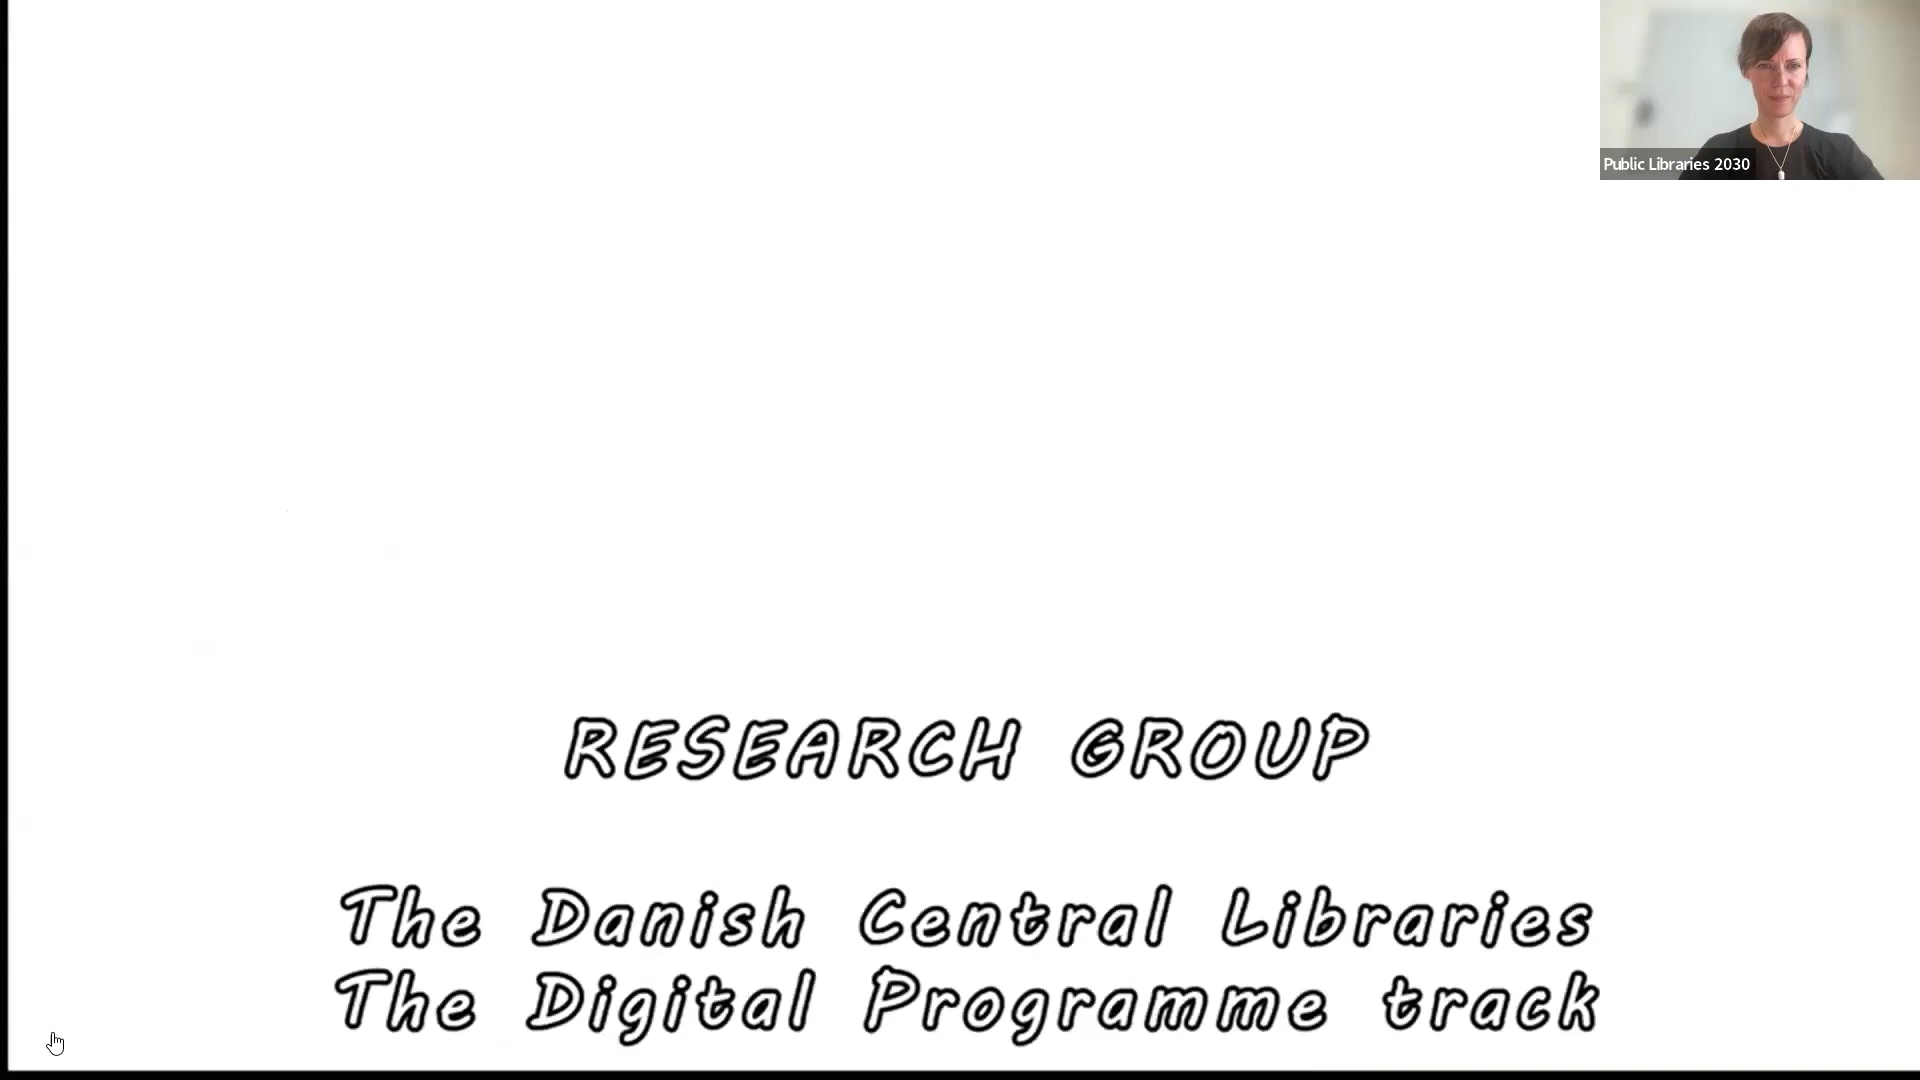 Public Libraries 2030
RESEARCH GROUP
The Danish Central Libraries
The Digital Programme track